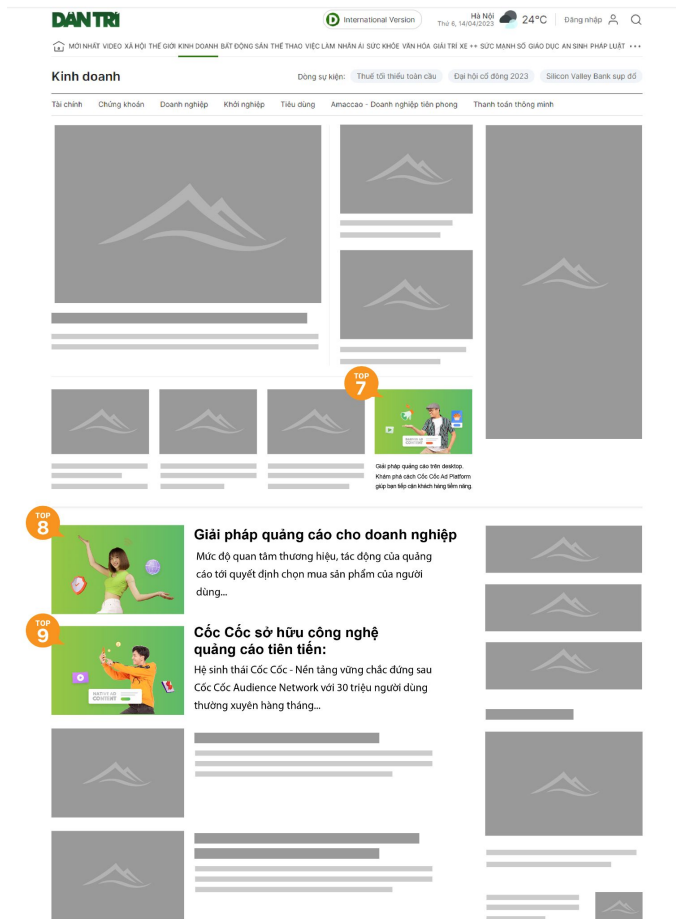 DÂN TRÍ
D International Version
Hà Nội
Thứ 6, 14/04/2023
24°C
Đăng nhập
MỚI NHẤT VIDEO XÃ HỘI THẾ GIỚI KINH DOANH BẤT ĐỘNG SẢN THỂ THAO VIỆC LÀM NHÂN ÁI SỨC KHỎE VĂN HÓA GIẢI TRÍ XE ++ SỨC MẠNH SỐ GIÁO DỤC AN SINH PHÁP LUẬT •••
Kinh doanh
Dòng sự kiện: Thuế tối thiểu toàn cầu Đại hội cổ đông 2023 Silicon Valley Bank sụp đổ
Tài chính Chứng khoán Doanh nghiệp Khởi nghiệp Tiêu dùng Amaccao - Doanh nghiệp tiên phong Thanh toán thông minh
TOP
7
Giải pháp quảng cáo trên desktop.
Khám phá cách Cốc Cốc Ad Platform
giúp bạn tiếp cận khách hàng tiềm năng.
TOP
8
Giải pháp quảng cáo cho doanh nghiệp
Mức độ quan tâm thương hiệu, tác động của quảng
cáo tới quyết định chọn mua sản phẩm của người
dùng...
TOP
9
NATIVE AD
CONTENT
Cốc Cốc sở hữu công nghệ
quảng cáo tiên tiến:
Hệ sinh thái Cốc Cốc - Nền tảng vững chắc đứng sau
Cốc Cốc Audience Network với 30 triệu người dùng
thường xuyên hàng tháng...